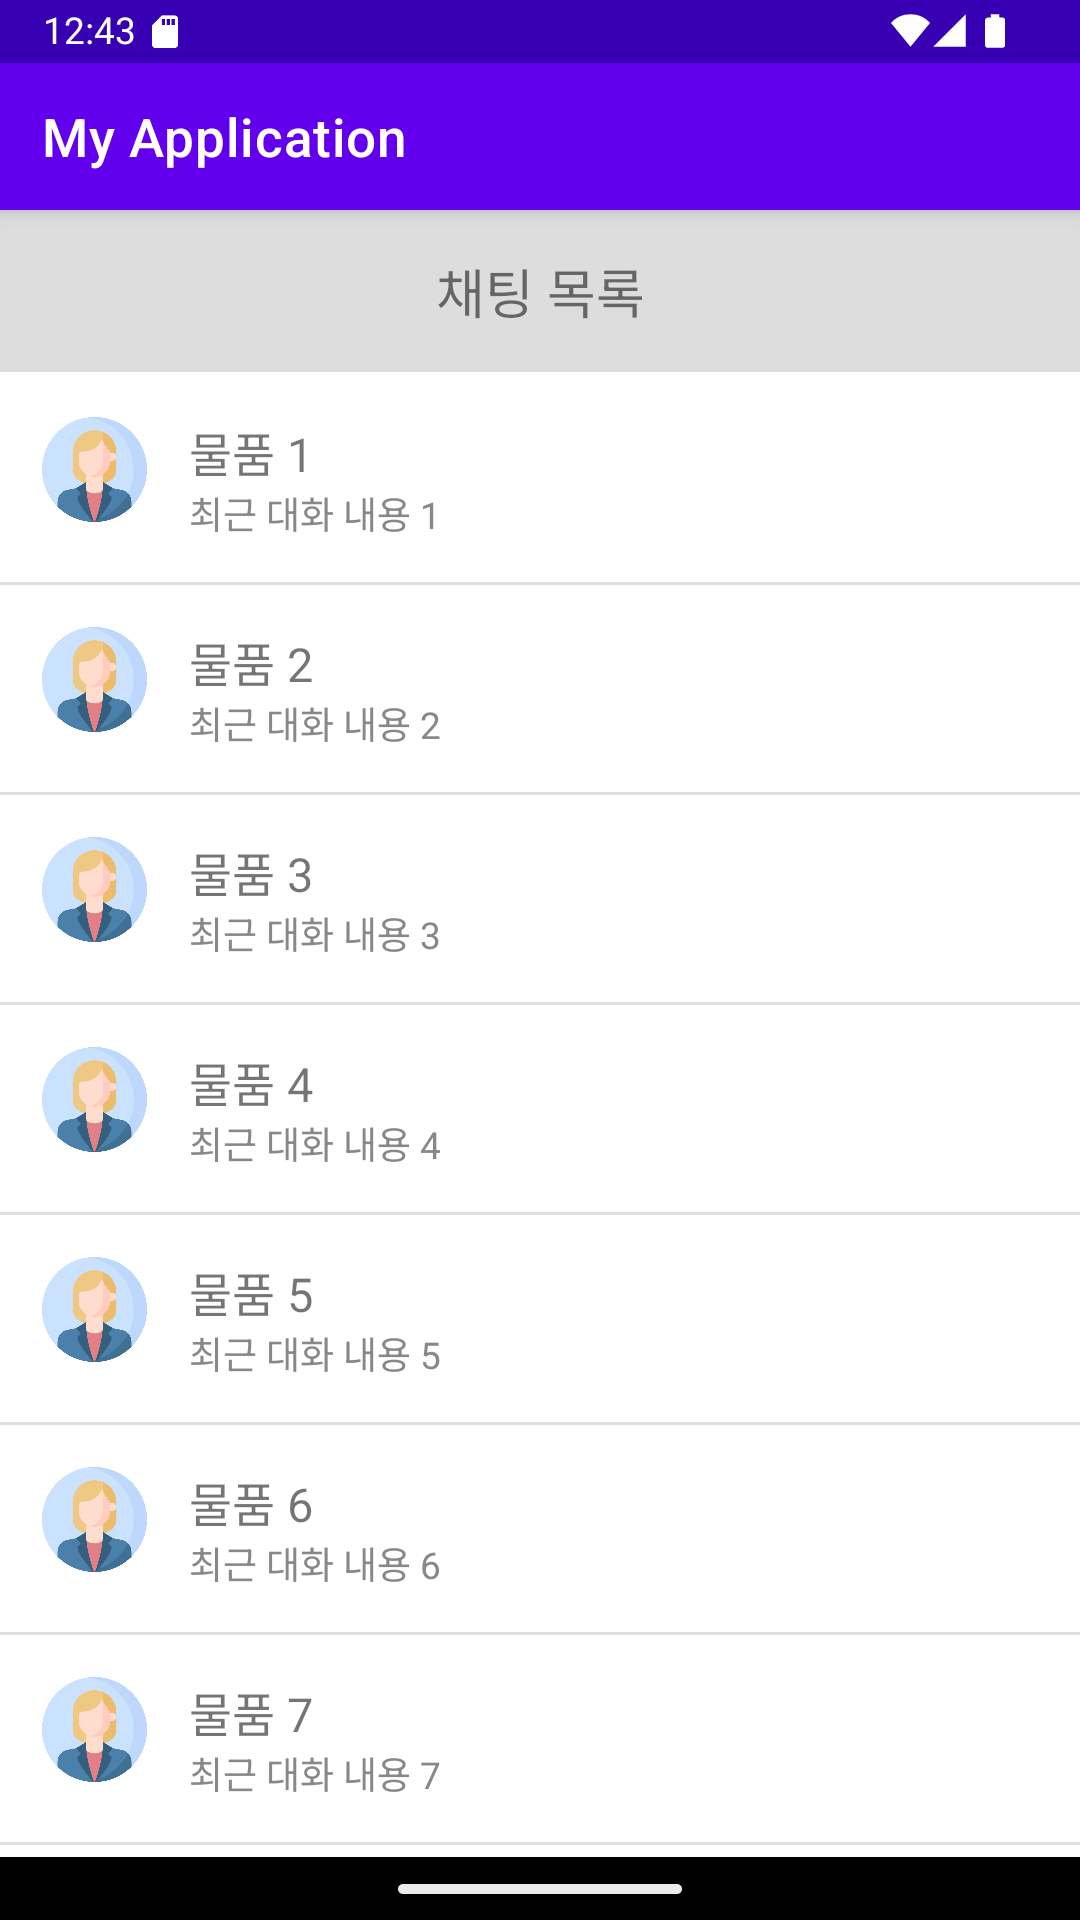 12:43
My Application
채팅 목록
물품 1
최근 대화 내용 1
물품 2
최근 대화 내용 2
물품 3
최근 대화 내용 3
물품 4
최근 대화 내용 4
물품 5
최근 대화 내용 5
물품 6
최근 대화 내용 6
물품 7
최근 대화 내용 7